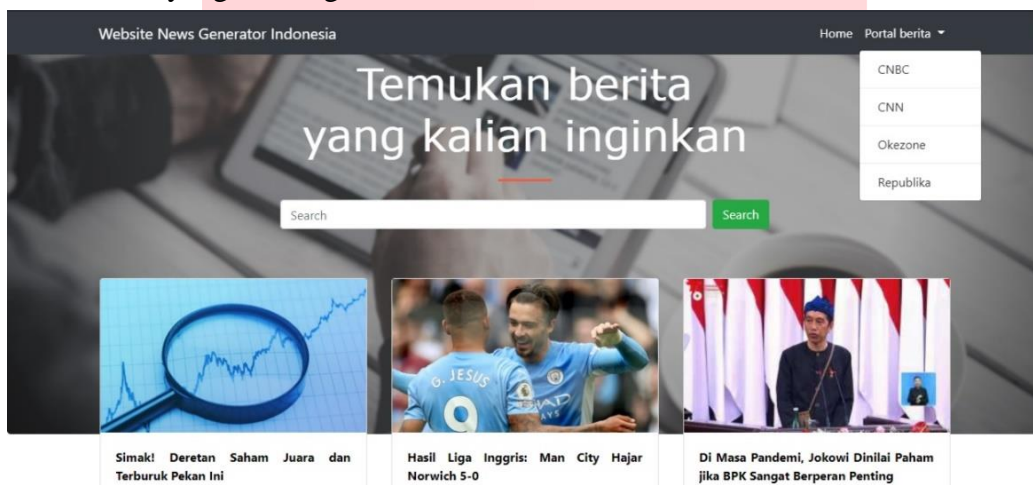 Website News Generator Indonesia
Home Portal berita
CNBC
CNN
Okezone
Republika
Temukan berita
yang kalian inginkan
Search Search
G. JESUS
9
Simak! Deretan Saham Juara dan
Terburuk Pekan Ini
Hasil Liga Inggris: Man City Hajar
Norwich 5-0
Di Masa Pandemi, Jokowi Dinilai Paham
jika BPK Sangat Berperan Penting